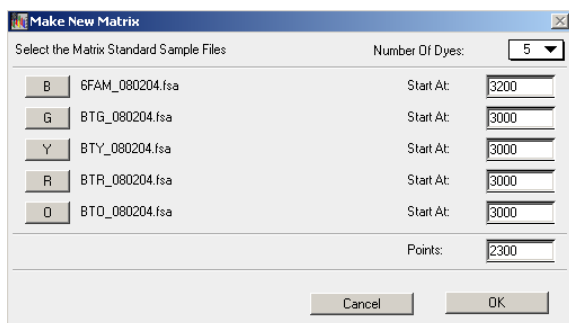 Make New Matrix
Select the Matrix Standard Sample Files Number Of Dyes: 5
B 6FAM_080204.fsa Start At: 3200
G BTG_080204.fsa Start At: 3000
Y BTY_080204.fsa Start At: 3000
R BTR_080204.fsa Start At: 3000
O BTO_080204.fsa Start At: 3000
Points: 2300
Cancel OK